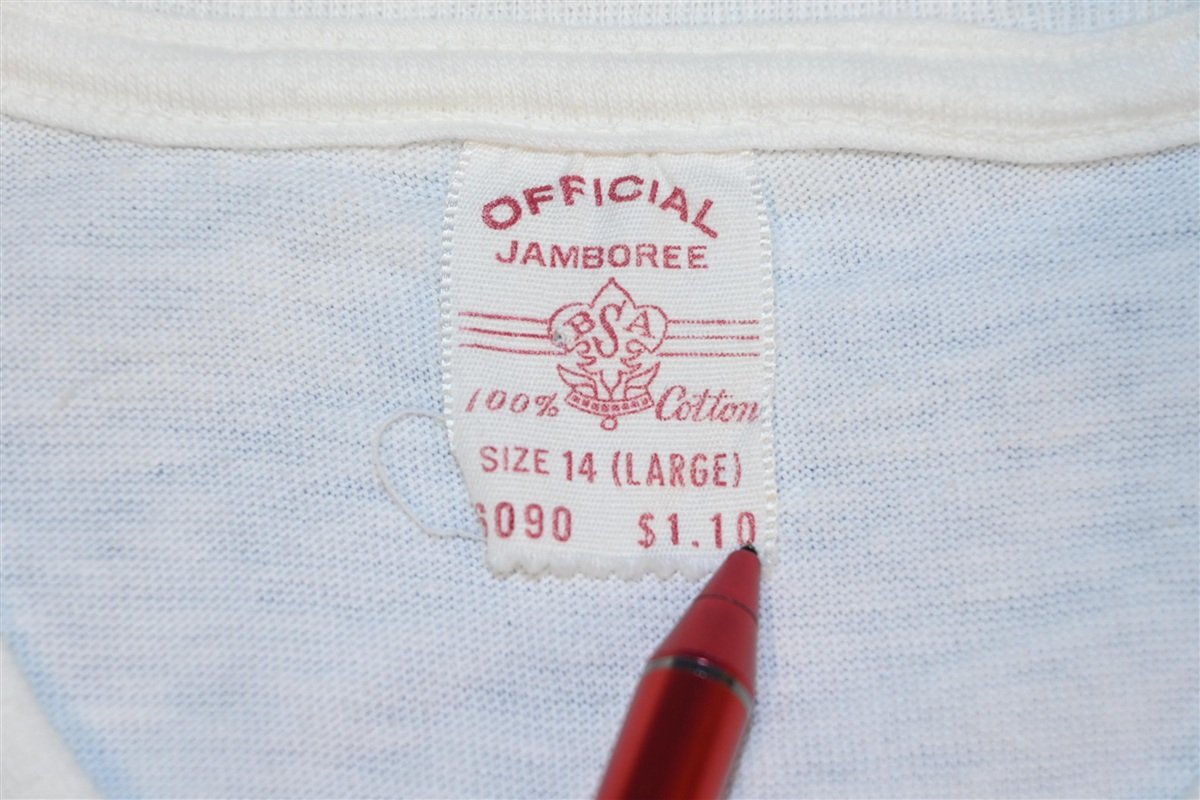 OFFICIAL
JAMBOREE
BSA
100% Cotton
SIZE 14 (LARGE)
6090 $1.10